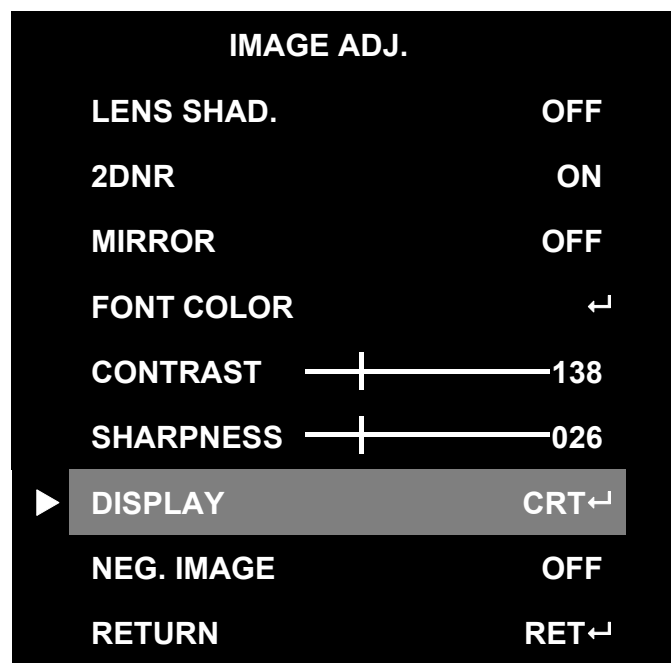 IMAGE ADJ.
LENS SHAD. OFF
2DNR ON
MIRROR OFF
FONT COLOR ↵
CONTRAST 138
SHARPNESS 026
DISPLAY CRT↵
NEG. IMAGE OFF
RETURN RET↵